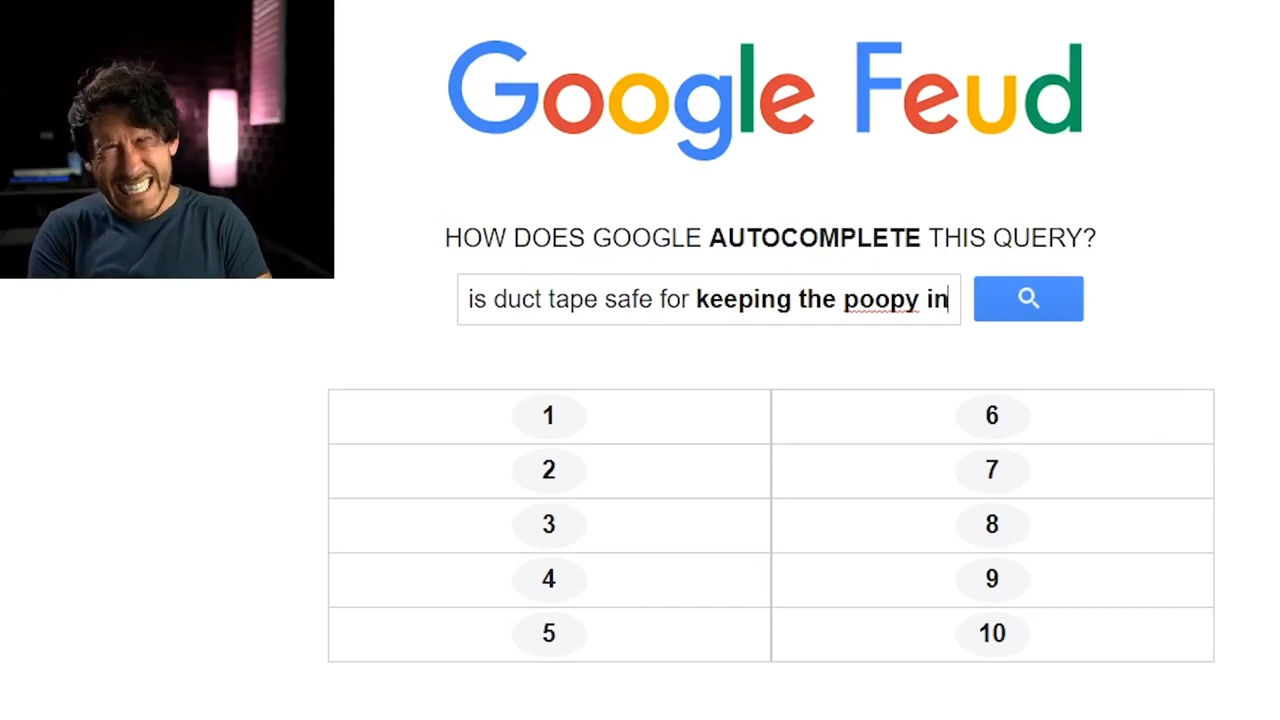 Google Feud
HOW DOES GOOGLE AUTOCOMPLETE THIS QUERY?
is duct tape safe for keeping the poopy in
1 6
2 7
3 8
4 9
5 10